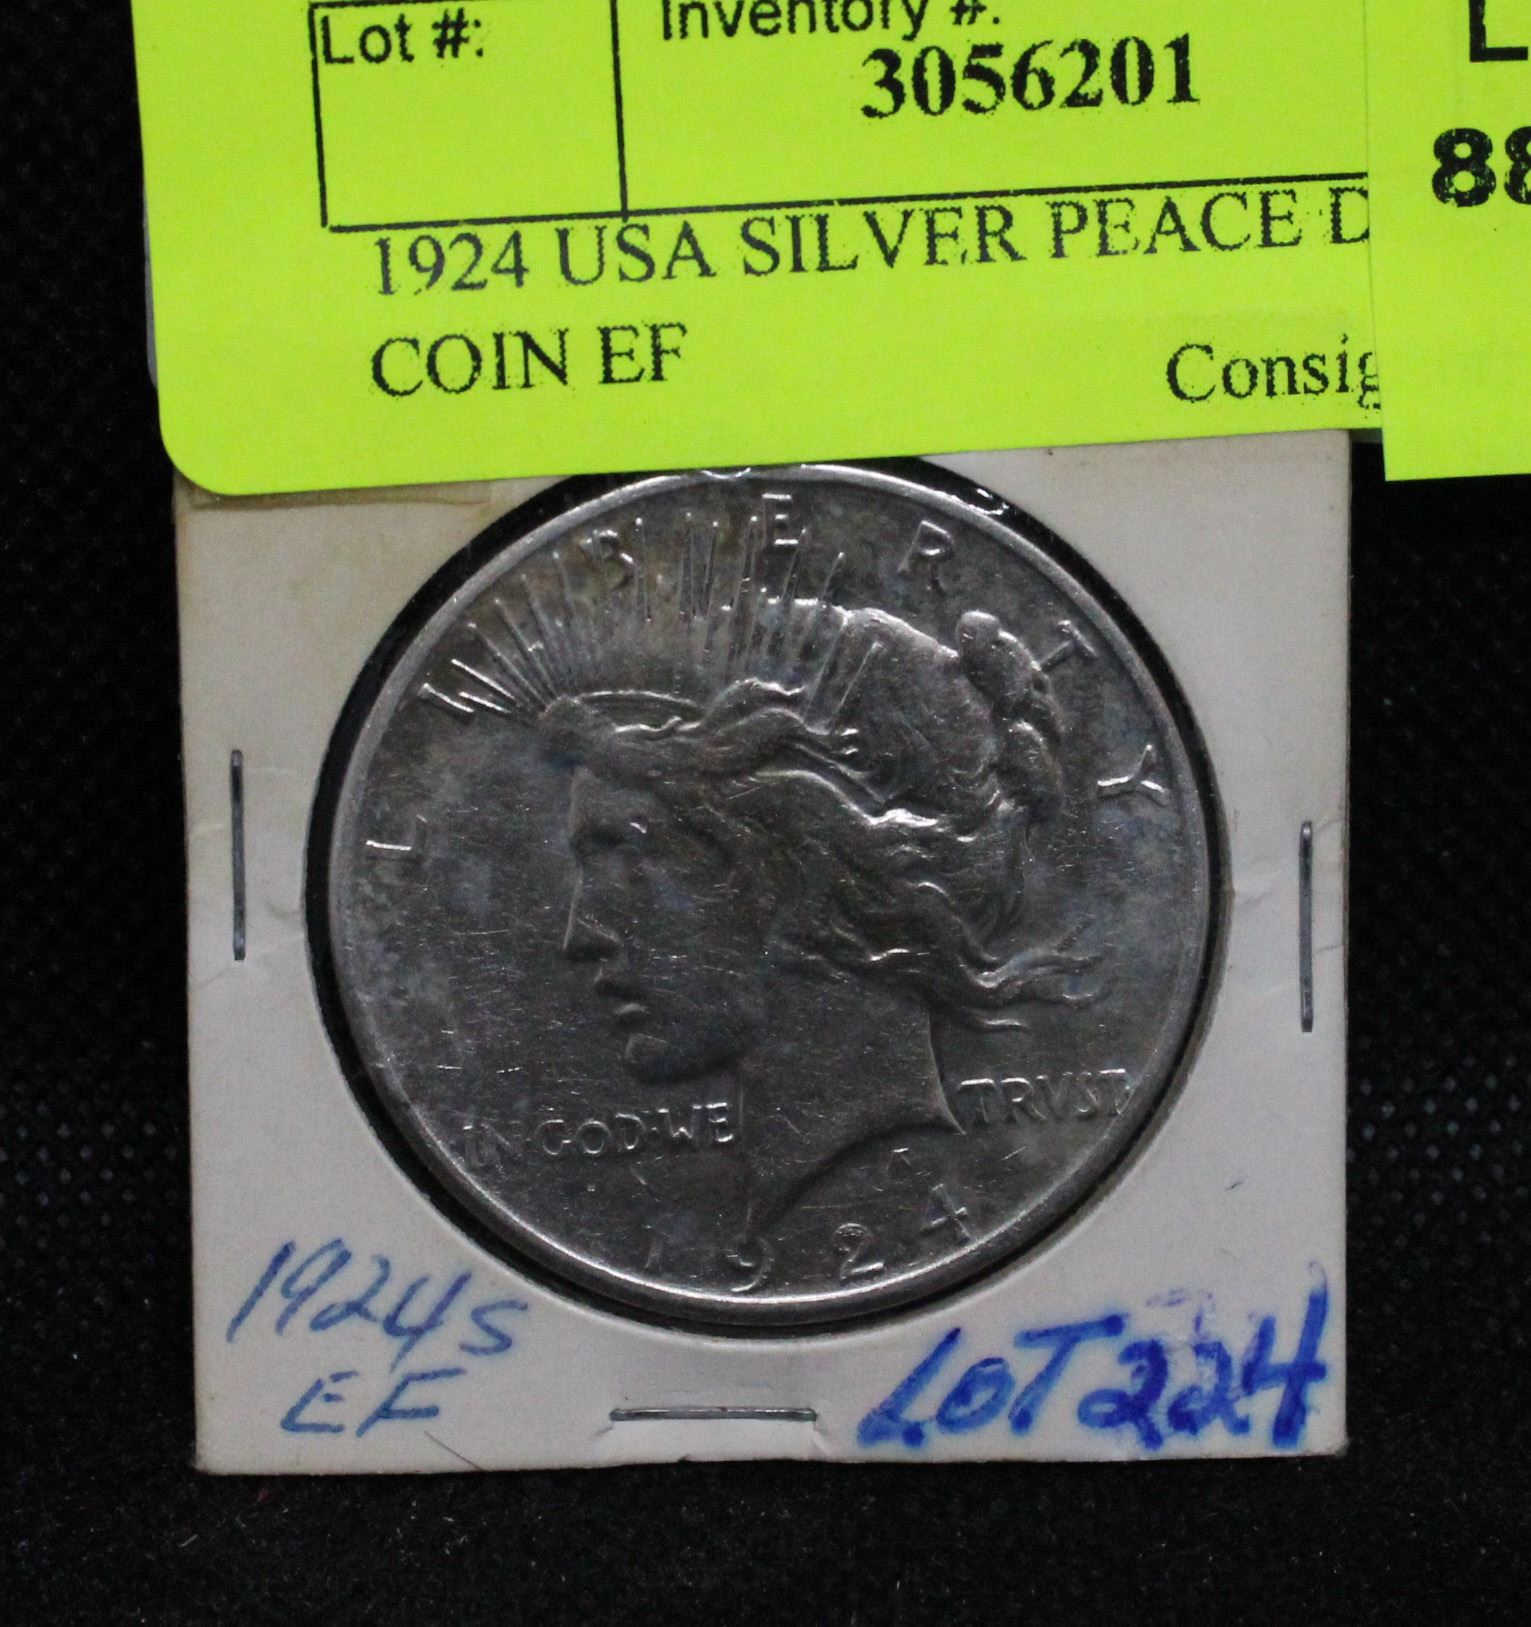 Lot #:
Inventory #:
3056201
88
1924 USA SILVER PEACE D
COIN EF
Consig
LIBERTY
IN·GOD·WE TRVST
1924
1924S
EF
LOT 224